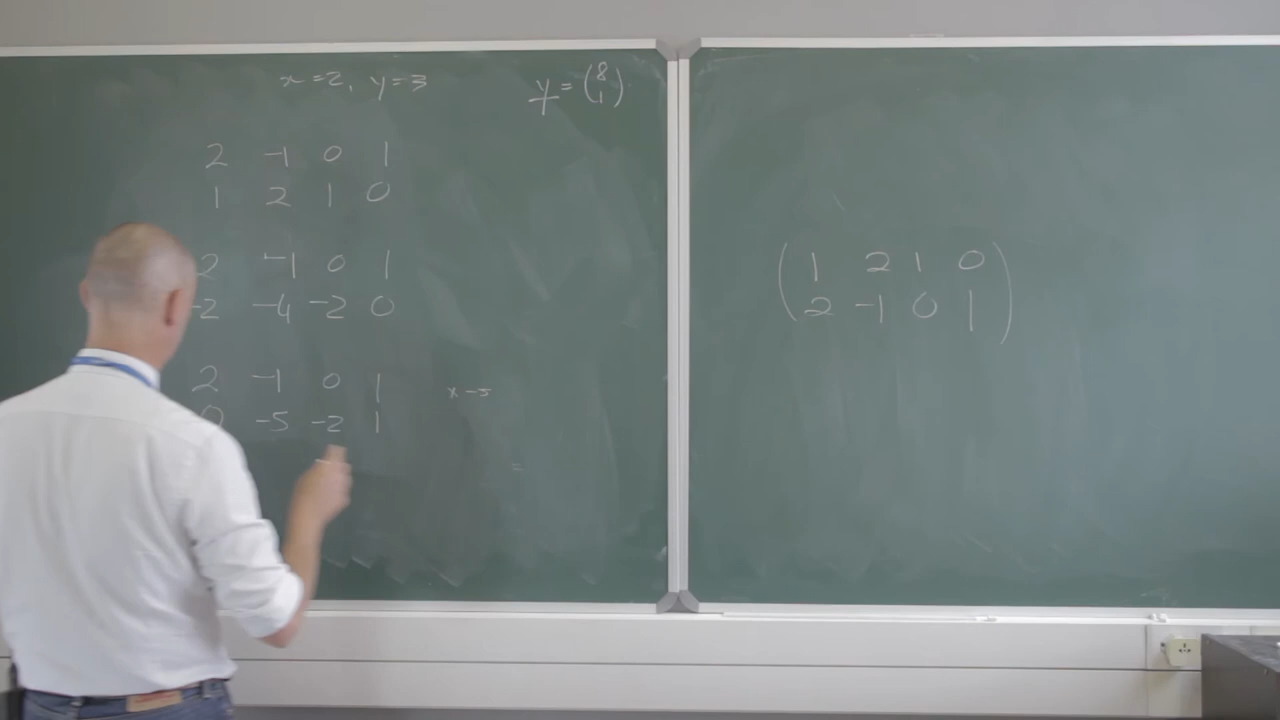 x=2, y=3
y = (8
1)
2 -1 0 1
1 2 1 0
2 -1 0 1
-2 -4 -2 0
2 -1 0 1 x-5
0 -5 -2 1
=
(1 2 1 0
2 -1 0 1)